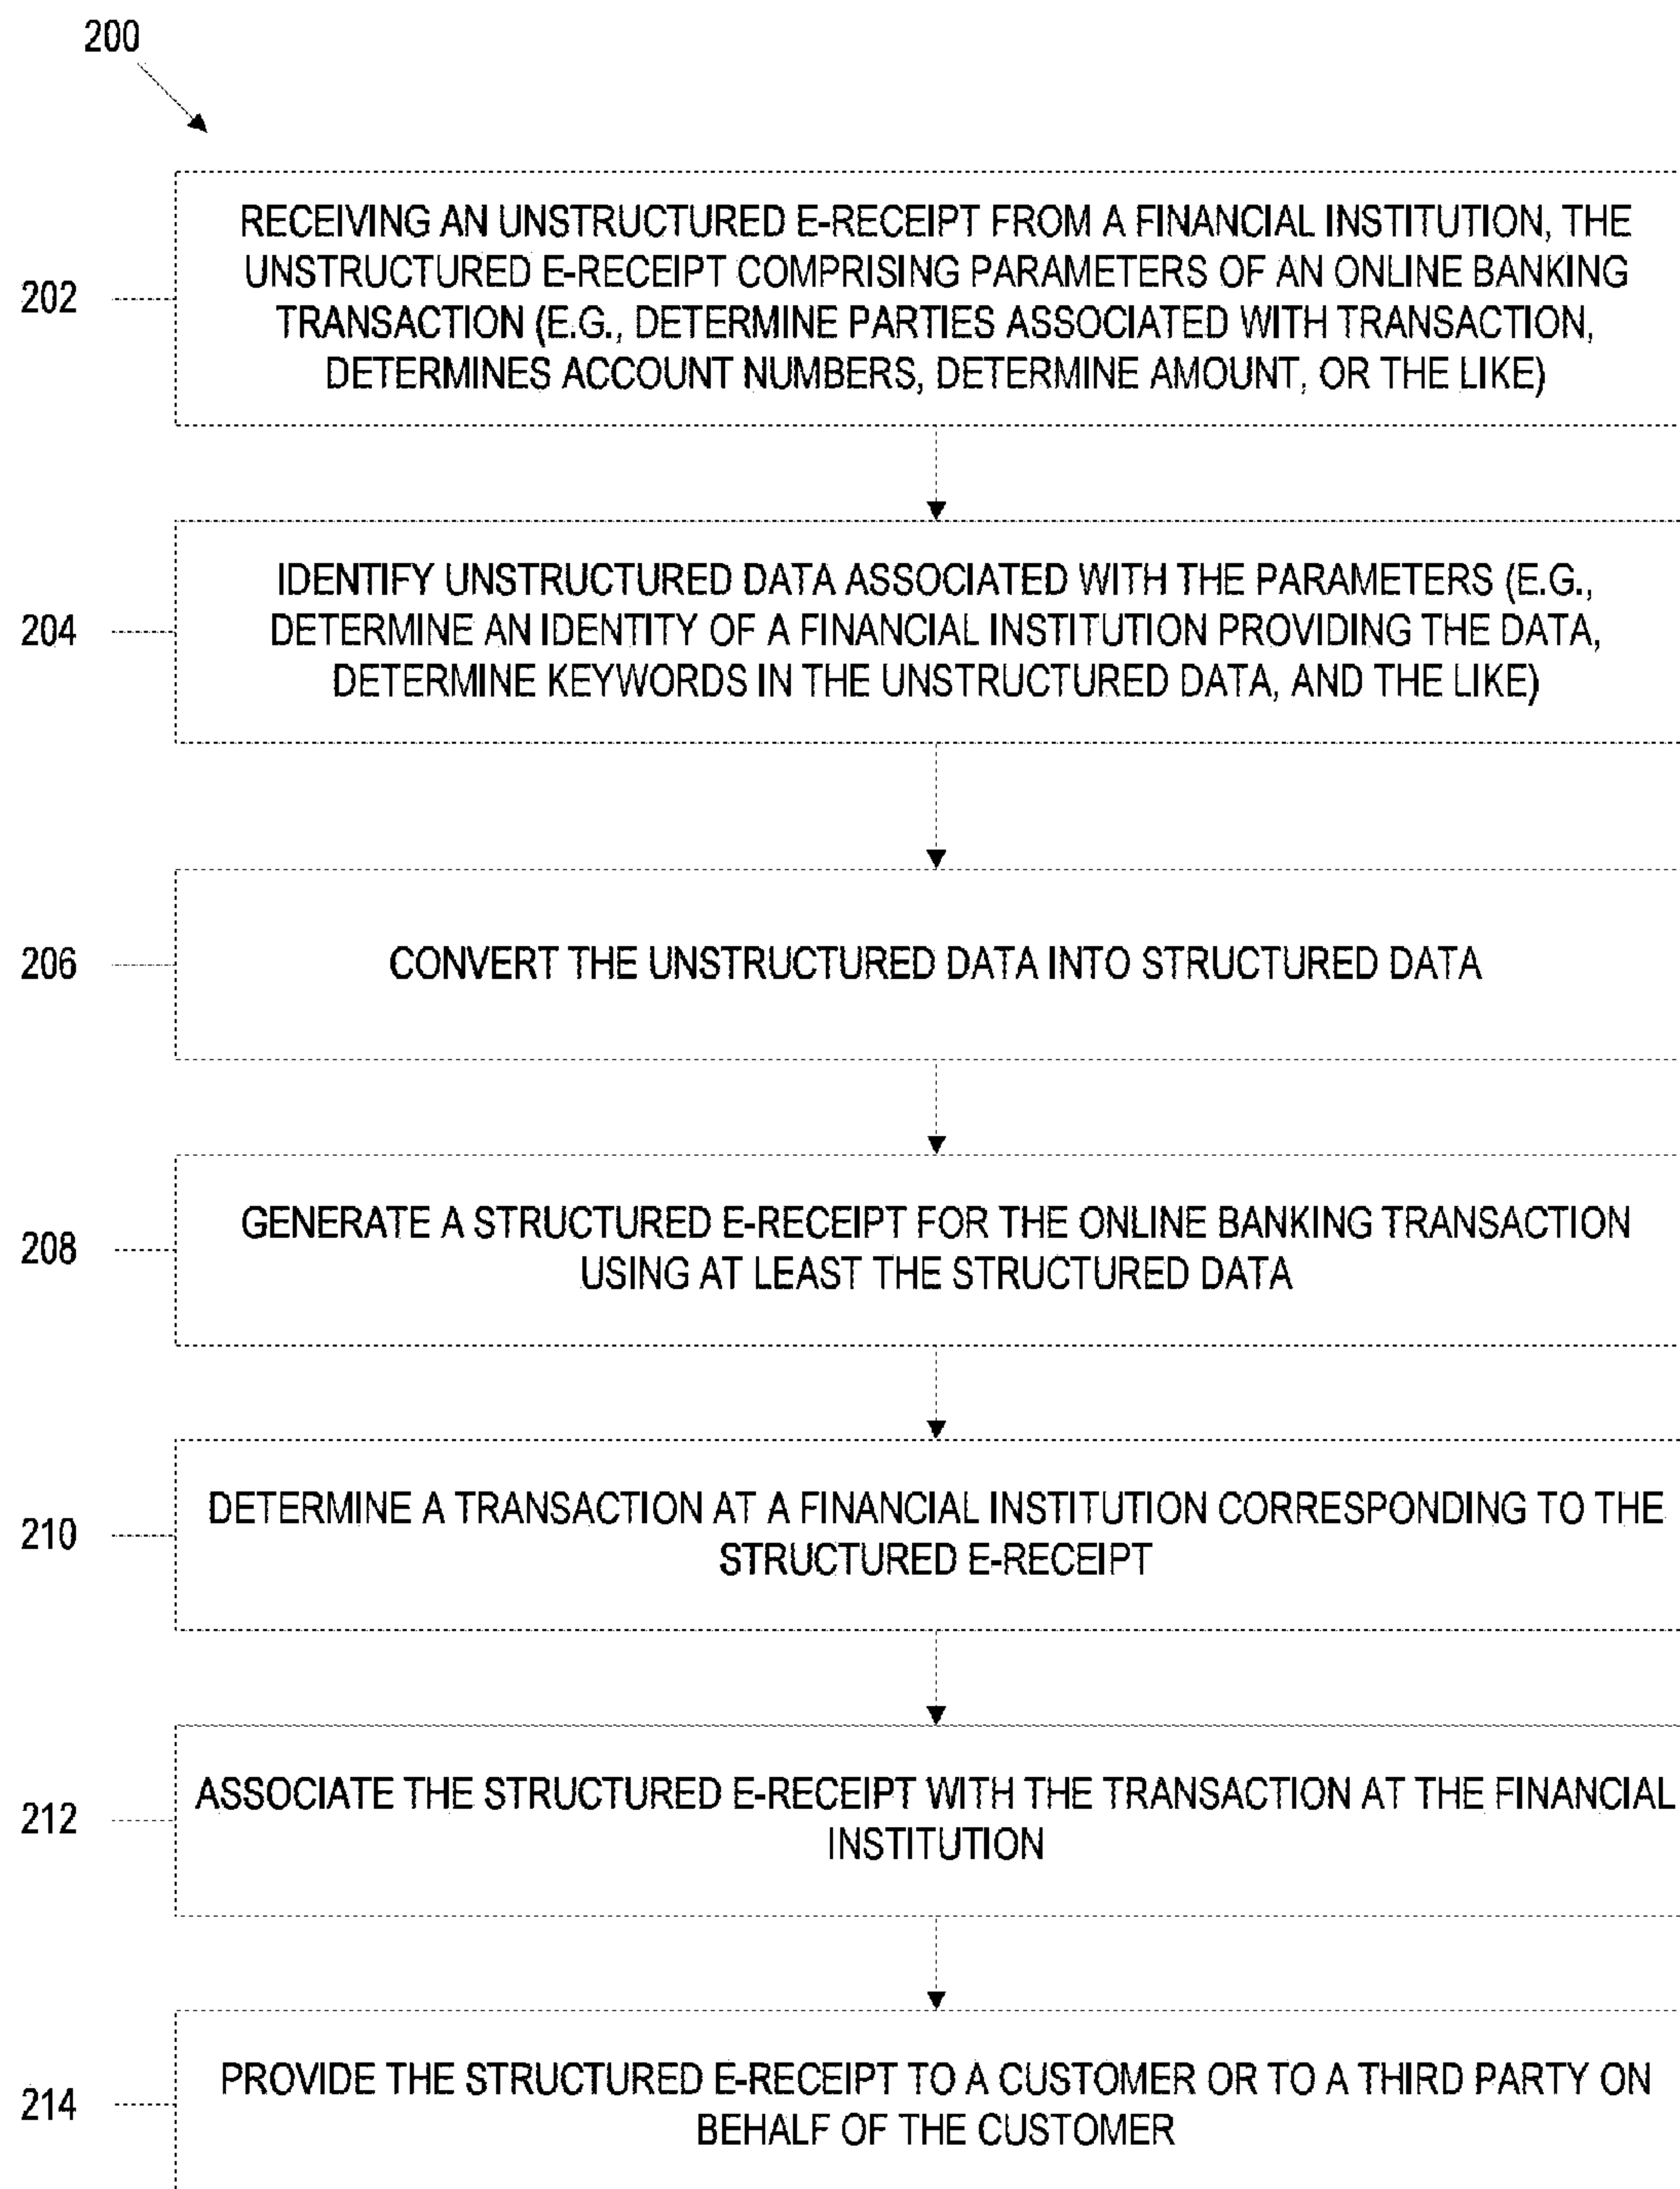 200
202
RECEIVING AN UNSTRUCTURED E-RECEIPT FROM A FINANCIAL INSTITUTION, THE
UNSTRUCTURED E-RECEIPT COMPRISING PARAMETERS OF AN ONLINE BANKING
TRANSACTION (E.G., DETERMINE PARTIES ASSOCIATED WITH TRANSACTION,
DETERMINES ACCOUNT NUMBERS, DETERMINE AMOUNT, OR THE LIKE)
204
IDENTIFY UNSTRUCTURED DATA ASSOCIATED WITH THE PARAMETERS (E.G.,
DETERMINE AN IDENTITY OF A FINANCIAL INSTITUTION PROVIDING THE DATA,
DETERMINE KEYWORDS IN THE UNSTRUCTURED DATA, AND THE LIKE)
206
CONVERT THE UNSTRUCTURED DATA INTO STRUCTURED DATA
208
GENERATE A STRUCTURED E-RECEIPT FOR THE ONLINE BANKING TRANSACTION
USING AT LEAST THE STRUCTURED DATA
210
DETERMINE A TRANSACTION AT A FINANCIAL INSTITUTION CORRESPONDING TO THE
STRUCTURED E-RECEIPT
212
ASSOCIATE THE STRUCTURED E-RECEIPT WITH THE TRANSACTION AT THE FINANCIAL
INSTITUTION
214
PROVIDE THE STRUCTURED E-RECEIPT TO A CUSTOMER OR TO A THIRD PARTY ON
BEHALF OF THE CUSTOMER